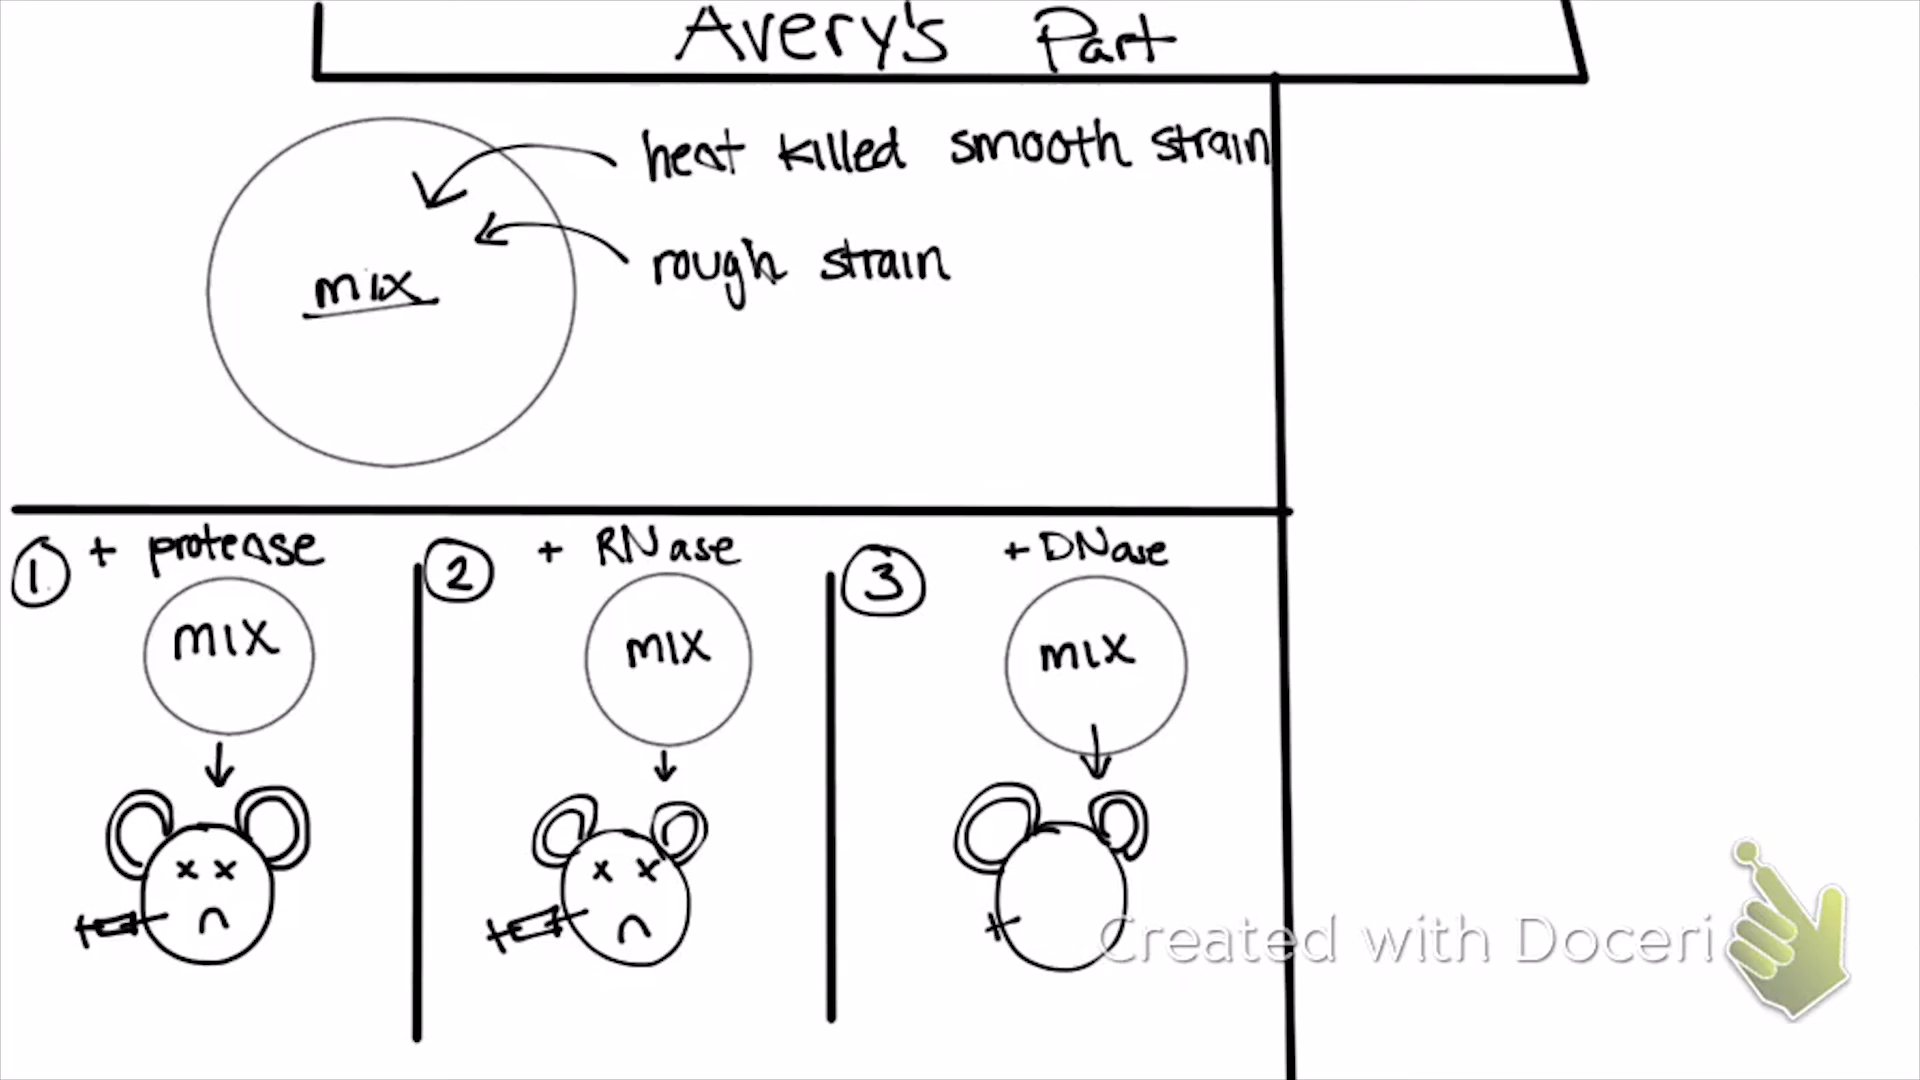 Avery's Part
heat killed smooth strain
rough strain
mix
1 + protease
mix
2 + RNase
mix
3 + DNase
mix
Created with Doceri